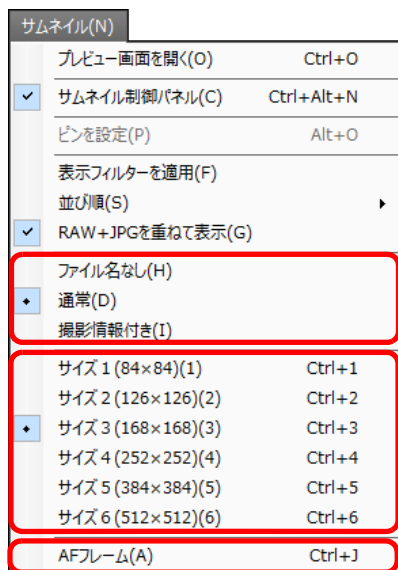 サムネイル(N)
プレビュー画面を開く(O) Ctrl+O
サムネイル制御パネル(C) Ctrl+Alt+N
ピンを設定(P) Alt+O
表示フィルターを適用(F)
並び順(S)
RAW+JPGを重ねて表示(G)
ファイル名なし(H)
通常(D)
撮影情報付き(I)
サイズ1(84×84)(1) Ctrl+1
サイズ2(126×126)(2) Ctrl+2
サイズ3(168×168)(3) Ctrl+3
サイズ4(252×252)(4) Ctrl+4
サイズ5(384×384)(5) Ctrl+5
サイズ6(512×512)(6) Ctrl+6
AFフレーム(A) Ctrl+J